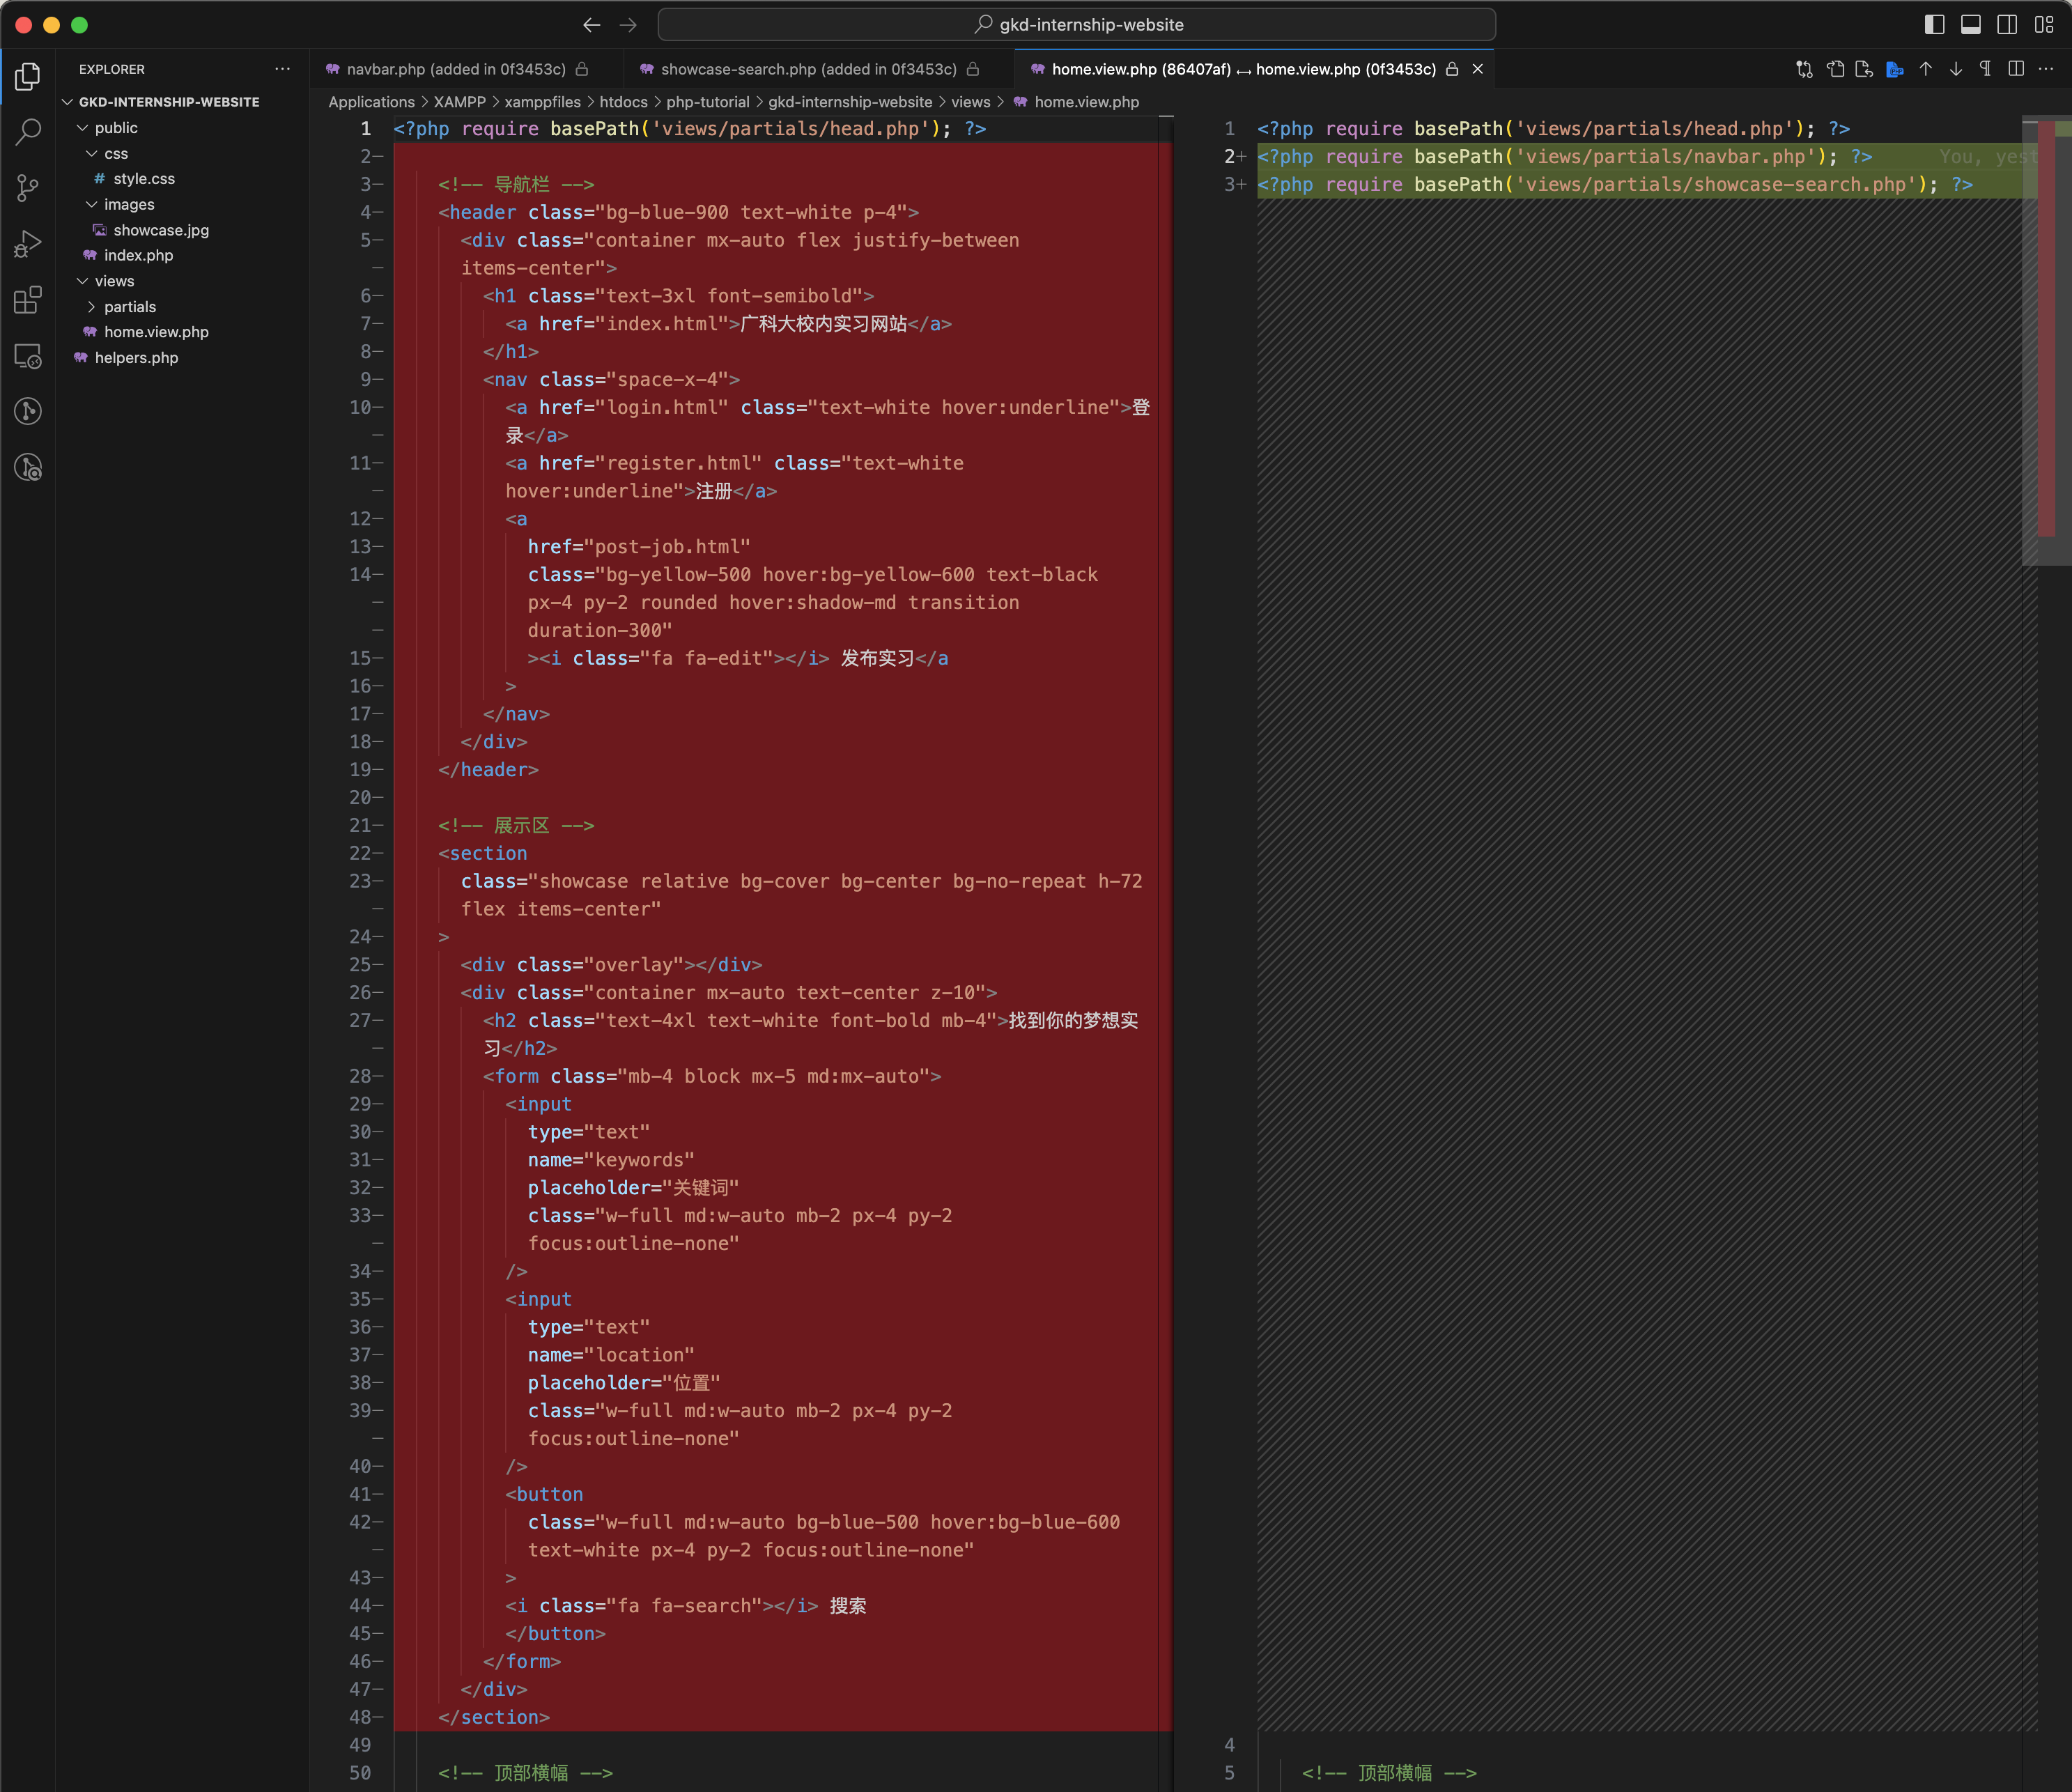 gkd-internship-website
EXPLORER
navbar.php (added in 0f3453c)
showcase-search.php (added in 0f3453c)
home.view.php (86407af) ↔ home.view.php (0f3453c)
GKD-INTERNSHIP-WEBSITE
public
css
# style.css
images
showcase.jpg
index.php
views
partials
home.view.php
helpers.php
Applications > XAMPP > xamppfiles > htdocs > php-tutorial > gkd-internship-website > views > home.view.php
1 <?php require basePath('views/partials/head.php'); ?>
2−
3− <!-- 导航栏 -->
4− <header class="bg-blue-900 text-white p-4">
5− <div class="container mx-auto flex justify-between
− items-center">
6− <h1 class="text-3xl font-semibold">
7− <a href="index.html">广科大校内实习网站</a>
8− </h1>
9− <nav class="space-x-4">
10− <a href="login.html" class="text-white hover:underline">登
− 录</a>
11− <a href="register.html" class="text-white
− hover:underline">注册</a>
12− <a
13− href="post-job.html"
14− class="bg-yellow-500 hover:bg-yellow-600 text-black
− px-4 py-2 rounded hover:shadow-md transition
− duration-300"
15− ><i class="fa fa-edit"></i> 发布实习</a
16− >
17− </nav>
18− </div>
19− </header>
20−
21− <!-- 展示区 -->
22− <section
23− class="showcase relative bg-cover bg-center bg-no-repeat h-72
− flex items-center"
24− >
25− <div class="overlay"></div>
26− <div class="container mx-auto text-center z-10">
27− <h2 class="text-4xl text-white font-bold mb-4">找到你的梦想实
− 习</h2>
28− <form class="mb-4 block mx-5 md:mx-auto">
29− <input
30− type="text"
31− name="keywords"
32− placeholder="关键词"
33− class="w-full md:w-auto mb-2 px-4 py-2
− focus:outline-none"
34− />
35− <input
36− type="text"
37− name="location"
38− placeholder="位置"
39− class="w-full md:w-auto mb-2 px-4 py-2
− focus:outline-none"
40− />
41− <button
42− class="w-full md:w-auto bg-blue-500 hover:bg-blue-600
− text-white px-4 py-2 focus:outline-none"
43− >
44− <i class="fa fa-search"></i> 搜索
45− </button>
46− </form>
47− </div>
48− </section>
49
50 <!-- 顶部横幅 -->
1 <?php require basePath('views/partials/head.php'); ?>
2+ <?php require basePath('views/partials/navbar.php'); ?> You, yest
3+ <?php require basePath('views/partials/showcase-search.php'); ?>
4
5 <!-- 顶部横幅 -->